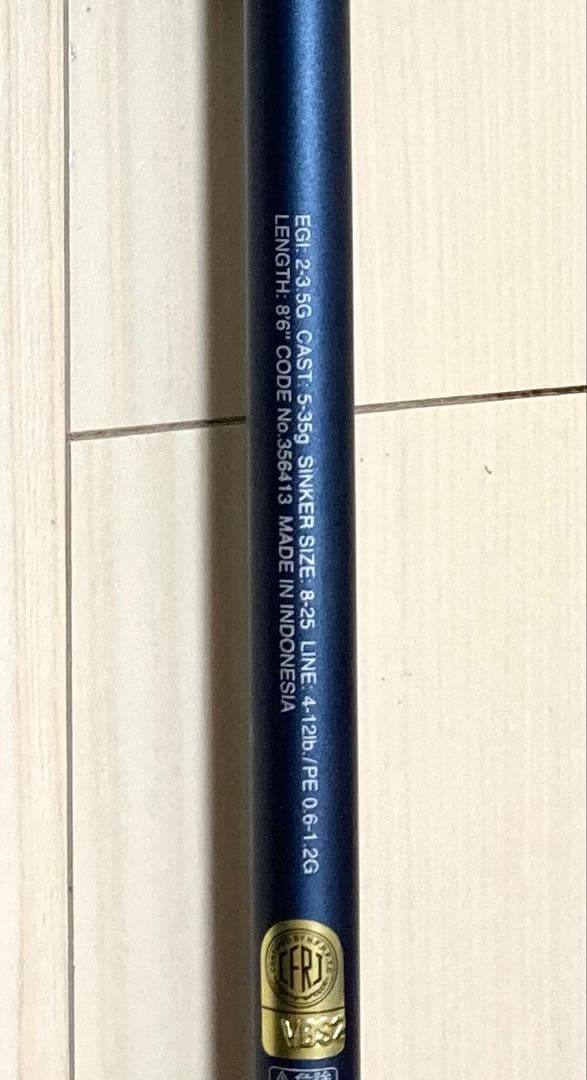 EGI: 2-3.5G CAST: 5-35g SINKER SIZE: 8-25 LINE: 4-12lb./PE 0.6-1.2G
LENGTH: 8'6" CODE No.356413 MADE IN INDONESIA
CFRJ